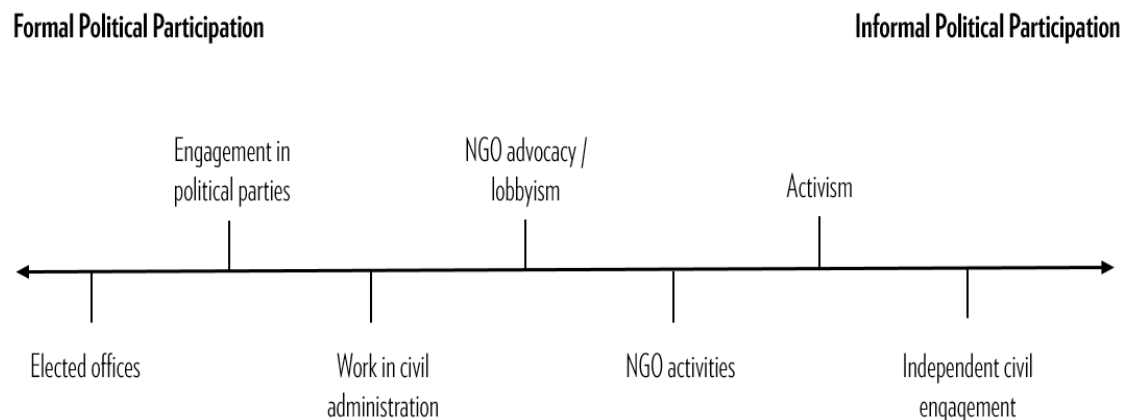 Formal Political Participation
Informal Political Participation
Engagement in
political parties
NGO advocacy /
lobbyism
Activism
Elected offices
Work in civil
administration
NGO activities
Independent civil
engagement